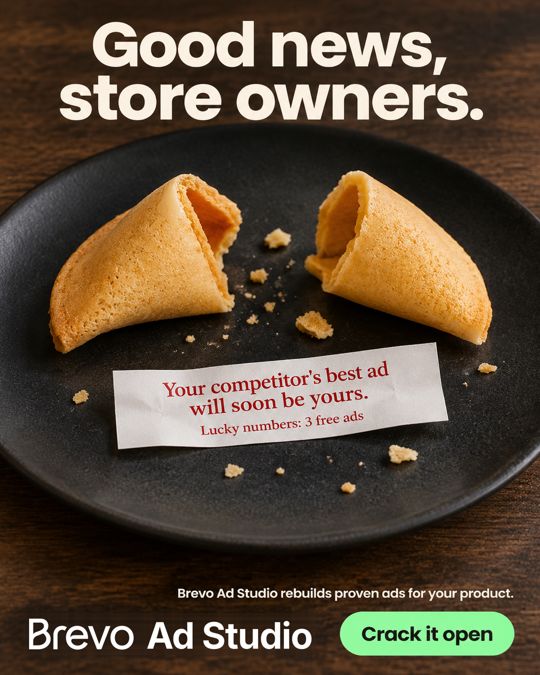 Good news,
store owners.
Your competitor's best ad
will soon be yours.
Lucky numbers: 3 free ads
Brevo Ad Studio rebuilds proven ads for your product.
Brevo Ad Studio
Crack it open